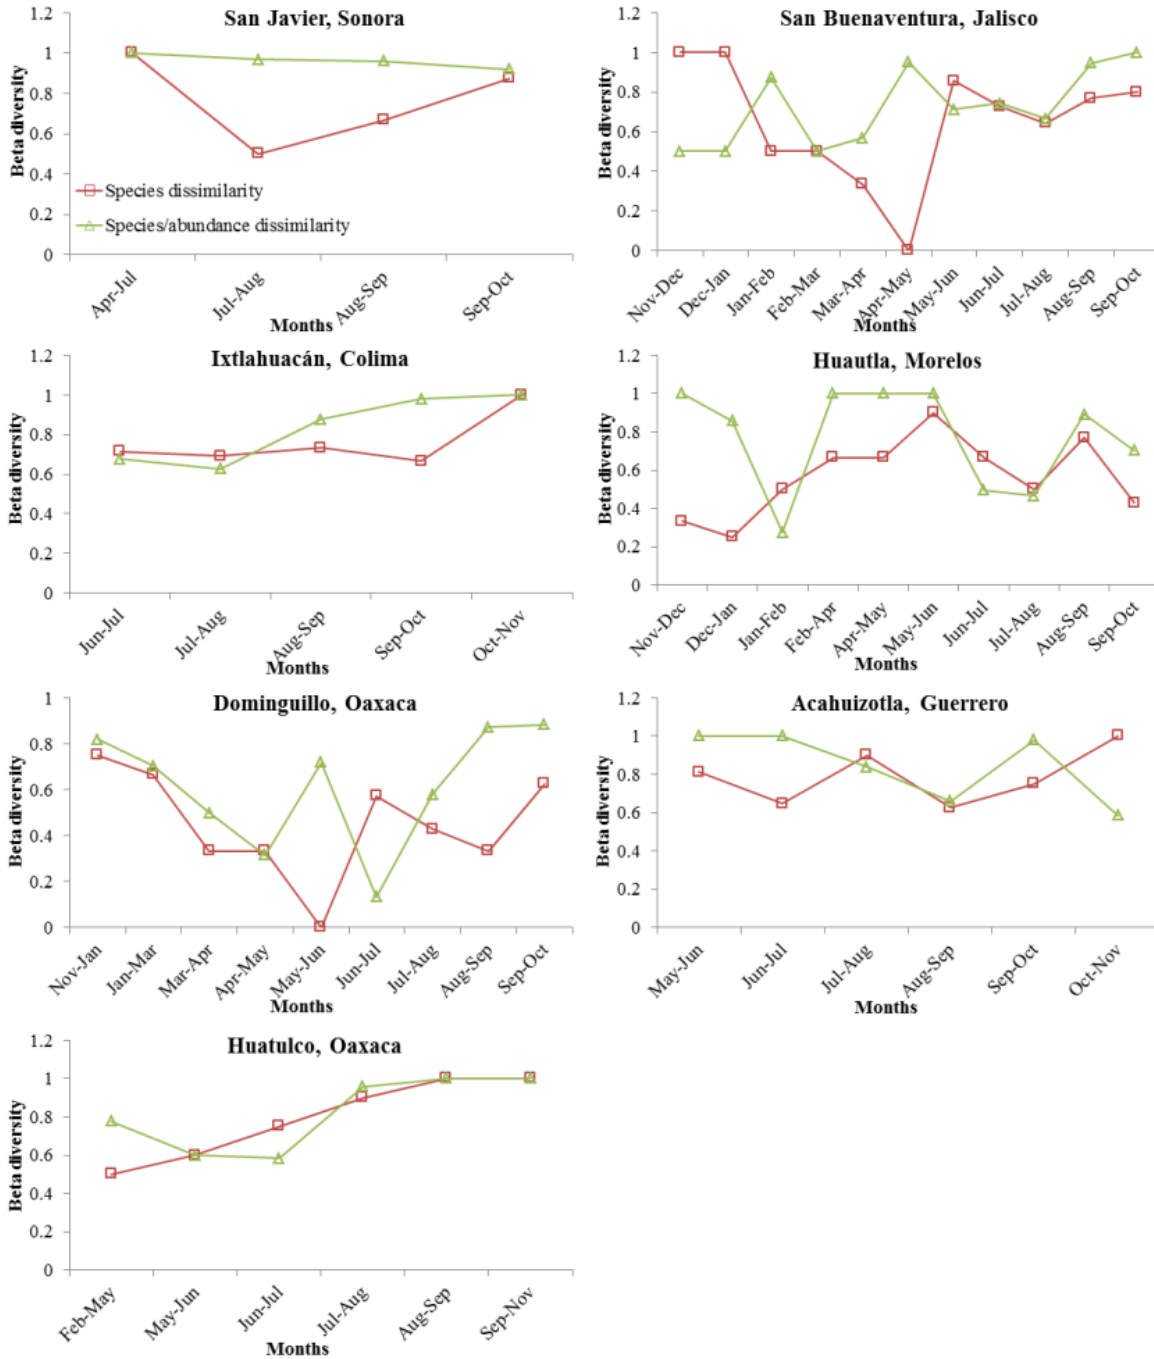 San Javier, Sonora
1.2
1
0.8
0.6
0.4
0.2
0
Beta diversity
Species dissimilarity
Species/abundance dissimilarity
Apr-Jul
Jul-Aug
Aug-Sep
Sep-Oct
Months
San Buenaventura, Jalisco
1.2
1
0.8
0.6
0.4
0.2
0
Beta diversity
Nov-Dec
Dec-Jan
Jan-Feb
Feb-Mar
Mar-Apr
Apr-May
May-Jun
Jun-Jul
Jul-Aug
Aug-Sep
Sep-Oct
Months
Ixtlahuacán, Colima
1.2
1
0.8
0.6
0.4
0.2
0
Beta diversity
Jun-Jul
Jul-Aug
Aug-Sep
Sep-Oct
Oct-Nov
Months
Huautla, Morelos
1.2
1
0.8
0.6
0.4
0.2
0
Beta diversity
Nov-Dec
Dec-Jan
Jan-Feb
Feb-Apr
Apr-May
May-Jun
Jun-Jul
Jul-Aug
Aug-Sep
Sep-Oct
Months
Dominguillo, Oaxaca
1
0.8
0.6
0.4
0.2
0
Beta diversity
Nov-Jan
Jan-Mar
Mar-Apr
Apr-May
May-Jun
Jun-Jul
Jul-Aug
Aug-Sep
Sep-Oct
Months
Acahuizotla, Guerrero
1.2
1
0.8
0.6
0.4
0.2
0
Beta diversity
May-Jun
Jun-Jul
Jul-Aug
Aug-Sep
Sep-Oct
Oct-Nov
Months
Huatulco, Oaxaca
1.2
1
0.8
0.6
0.4
0.2
0
Beta diversity
Feb-May
May-Jun
Jun-Jul
Jul-Aug
Aug-Sep
Sep-Nov
Months